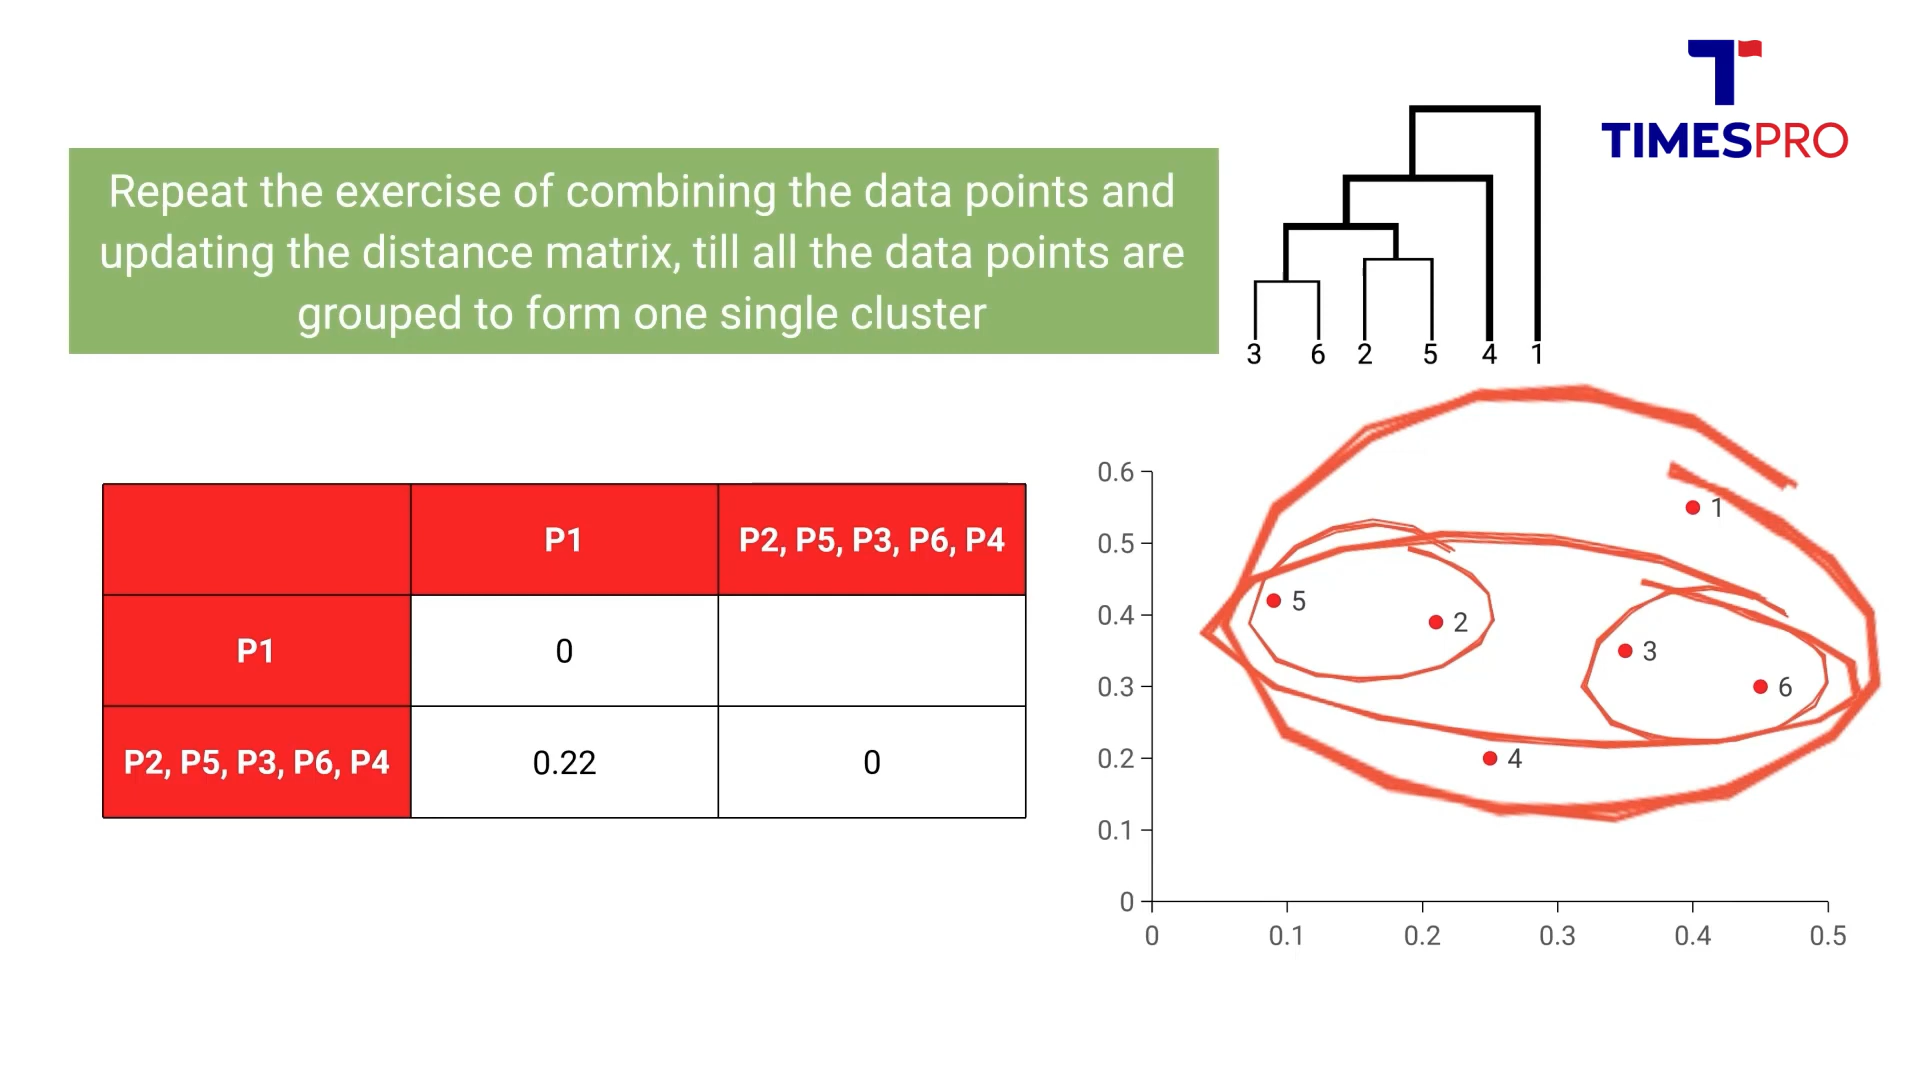 T
TIMESPRO
Repeat the exercise of combining the data points and
updating the distance matrix, till all the data points are
grouped to form one single cluster
3 6 2 5 4 1
P1 P2, P5, P3, P6, P4
P1 0
P2, P5, P3, P6, P4 0.22 0
0.6
0.5
0.4
0.3
0.2
0.1
0
1
5
2
3
6
4
0 0.1 0.2 0.3 0.4 0.5